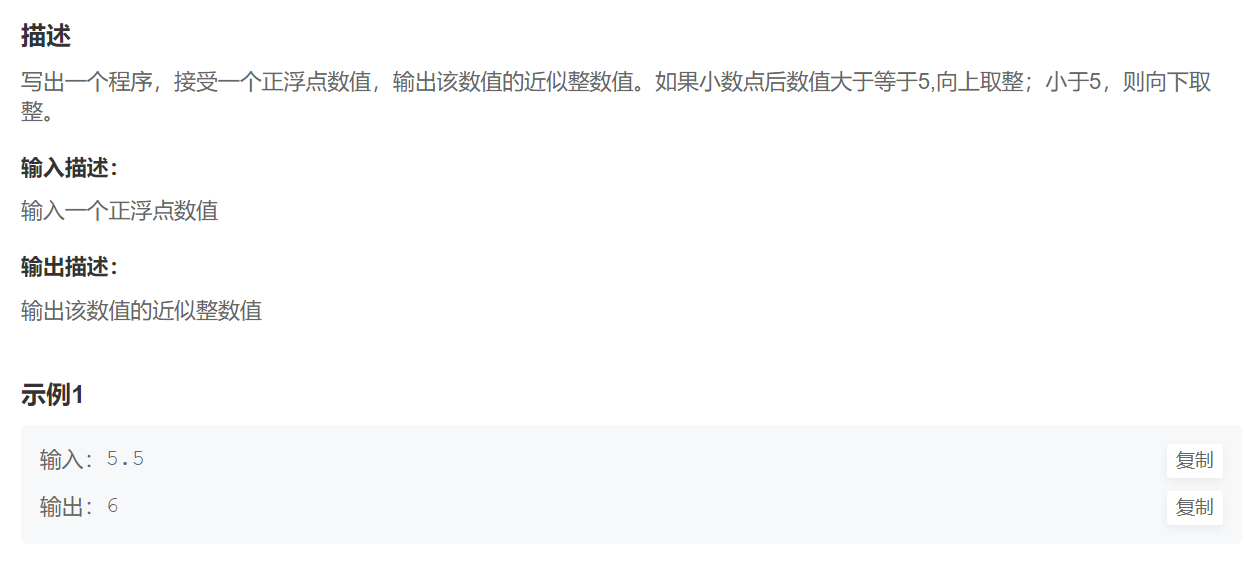 描述
写出一个程序，接受一个正浮点数值，输出该数值的近似整数值。如果小数点后数值大于等于5,向上取整；小于5，则向下取
整。
输入描述：
输入一个正浮点数值
输出描述：
输出该数值的近似整数值
示例1
输入：5.5 复制
输出：6 复制